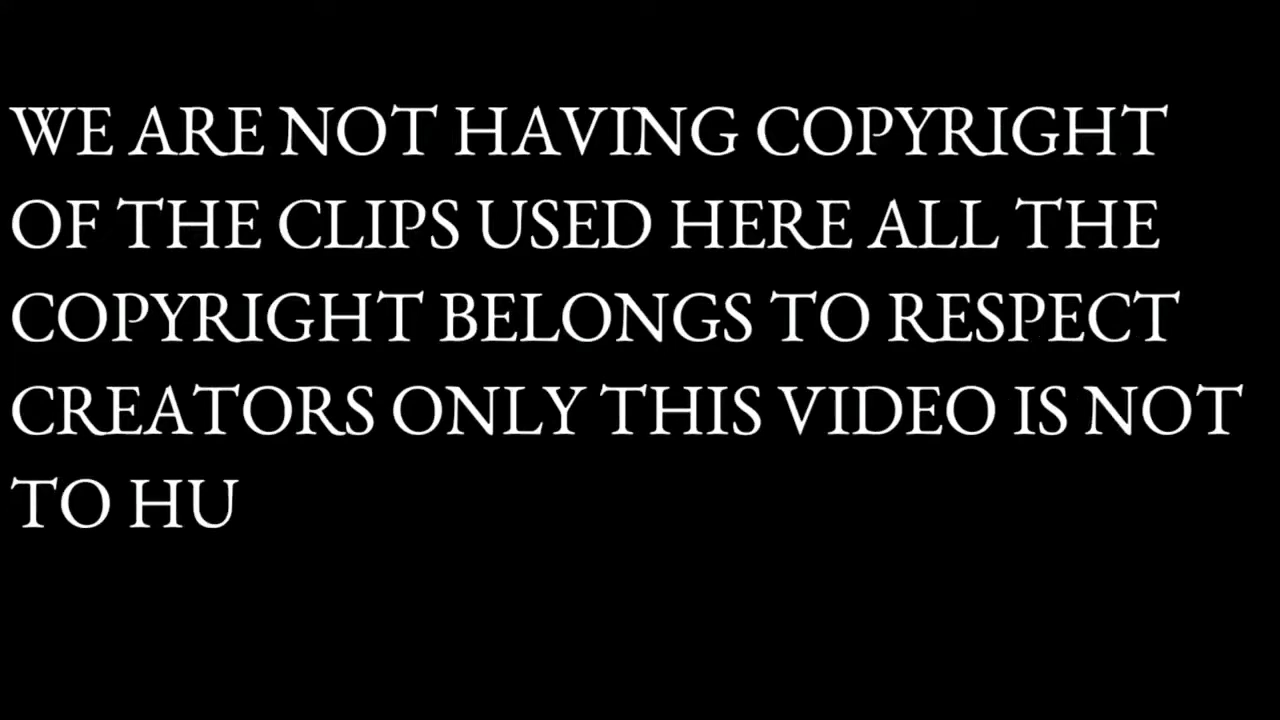 WE ARE NOT HAVING COPYRIGHT
OF THE CLIPS USED HERE ALL THE
COPYRIGHT BELONGS TO RESPECT
CREATORS ONLY THIS VIDEO IS NOT
TO HU